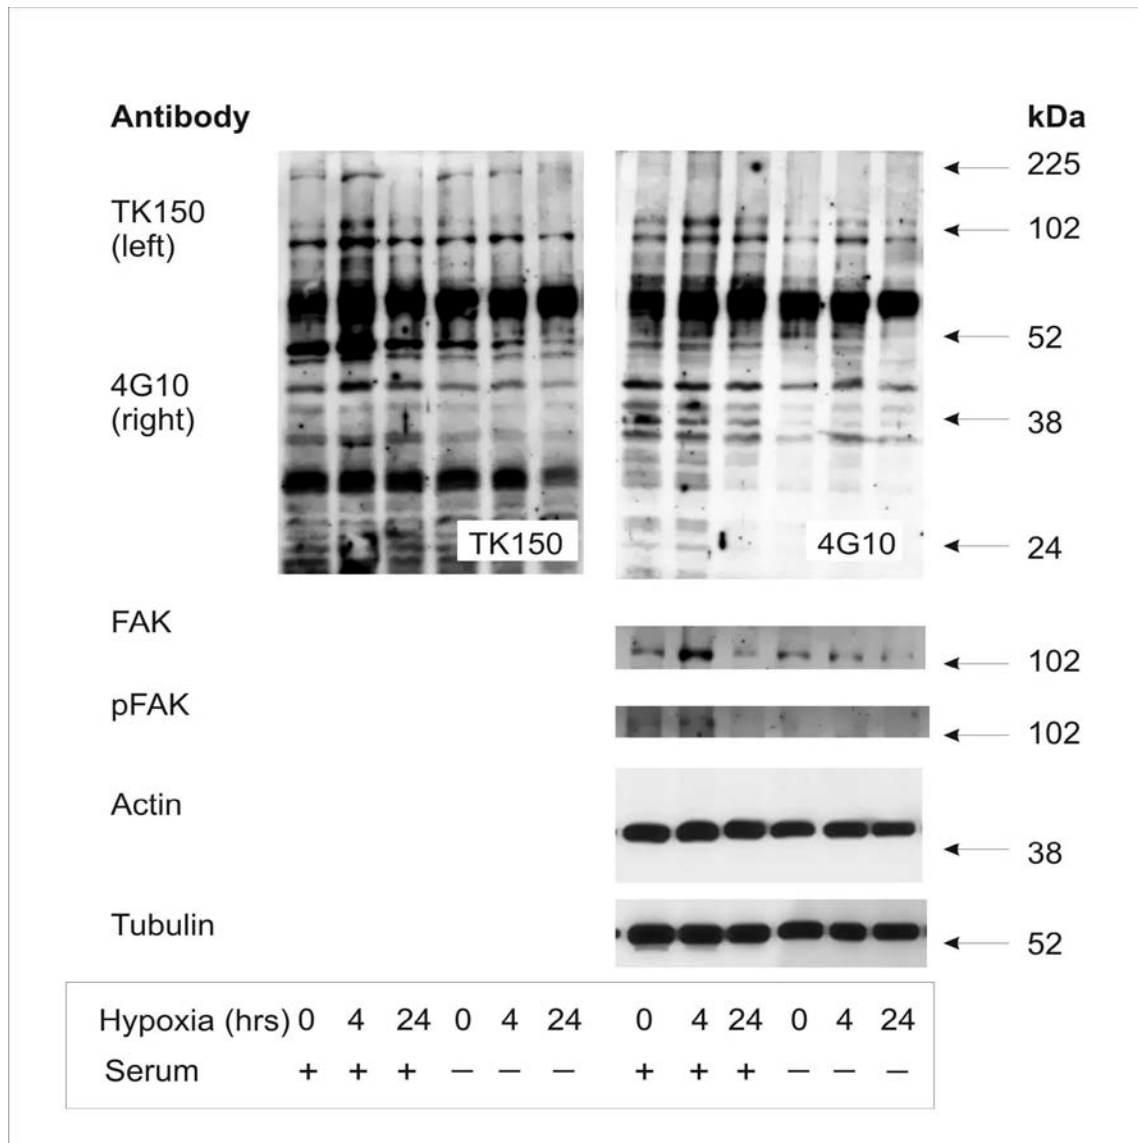 Antibody kDa
225
TK150
(left)
102
52
4G10
(right)
38
TK150 4G10
24
FAK
102
pFAK
102
Actin
38
Tubulin
52
Hypoxia (hrs) 0 4 24 0 4 24 0 4 24 0 4 24
Serum + + + – – – + + + – – –